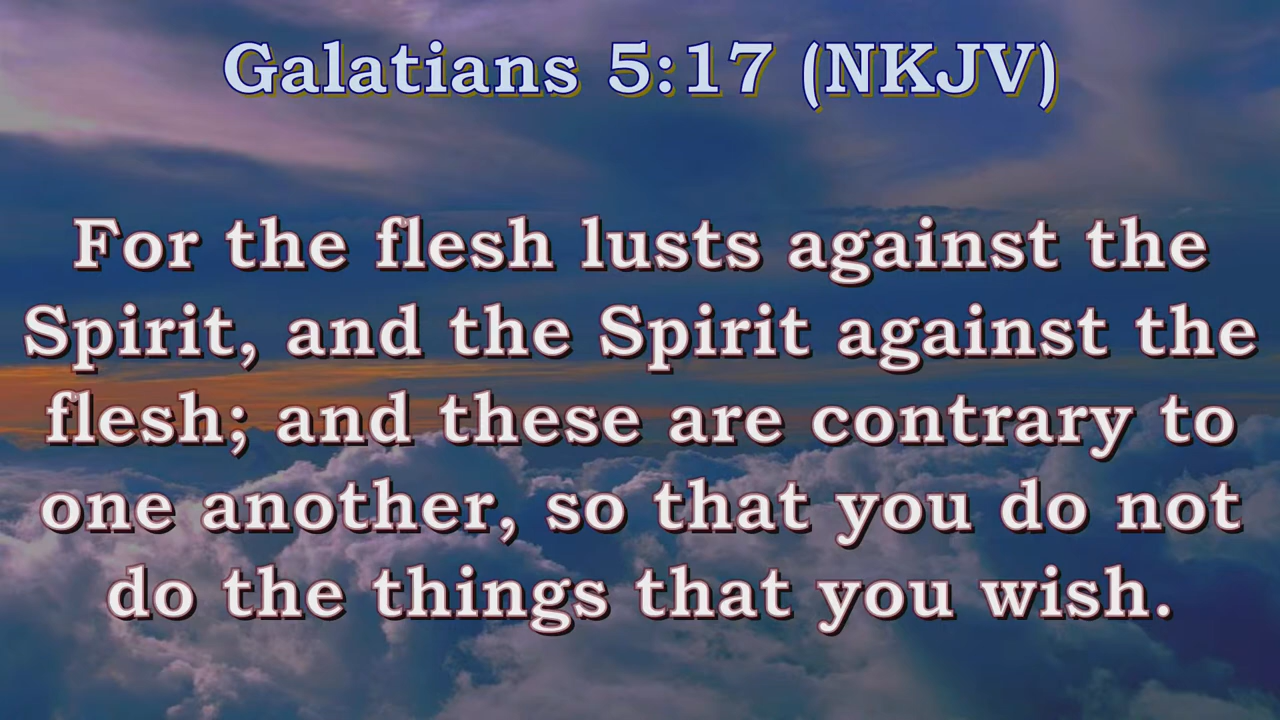 Galatians 5:17 (NKJV)
For the flesh lusts against the
Spirit, and the Spirit against the
flesh; and these are contrary to
one another, so that you do not
do the things that you wish.